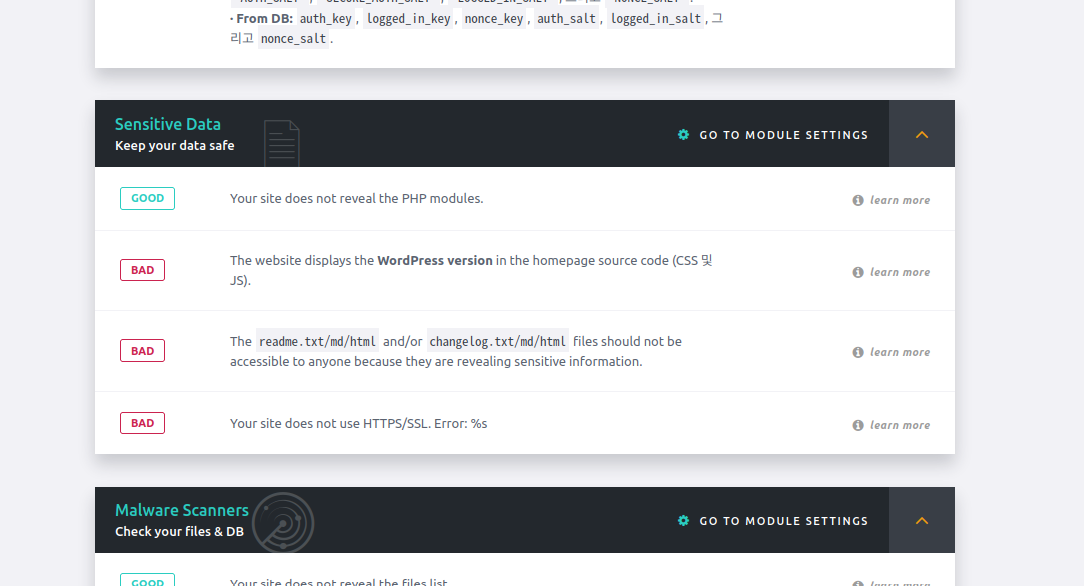 · From DB: auth_key, logged_in_key, nonce_key, auth_salt, logged_in_salt, 그
리고 nonce_salt.
Sensitive Data
Keep your data safe
GO TO MODULE SETTINGS
GOOD
Your site does not reveal the PHP modules.
learn more
BAD
The website displays the WordPress version in the homepage source code (CSS 및
JS).
learn more
BAD
The readme.txt/md/html and/or changelog.txt/md/html files should not be
accessible to anyone because they are revealing sensitive information.
learn more
BAD
Your site does not use HTTPS/SSL. Error: %s
learn more
Malware Scanners
Check your files & DB
GO TO MODULE SETTINGS
GOOD
Your site does not reveal the files list
learn more